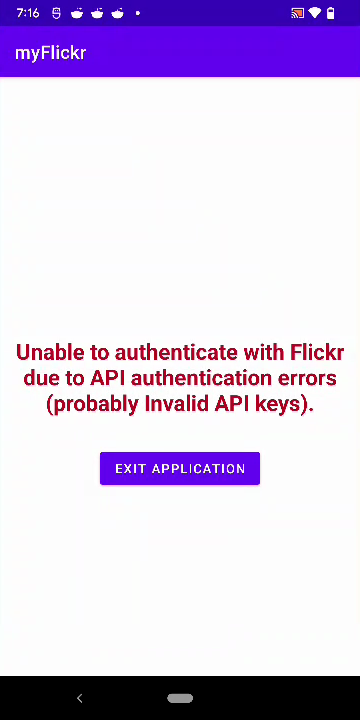 7:16
myFlickr
Unable to authenticate with Flickr
due to API authentication errors
(probably Invalid API keys).
EXIT APPLICATION